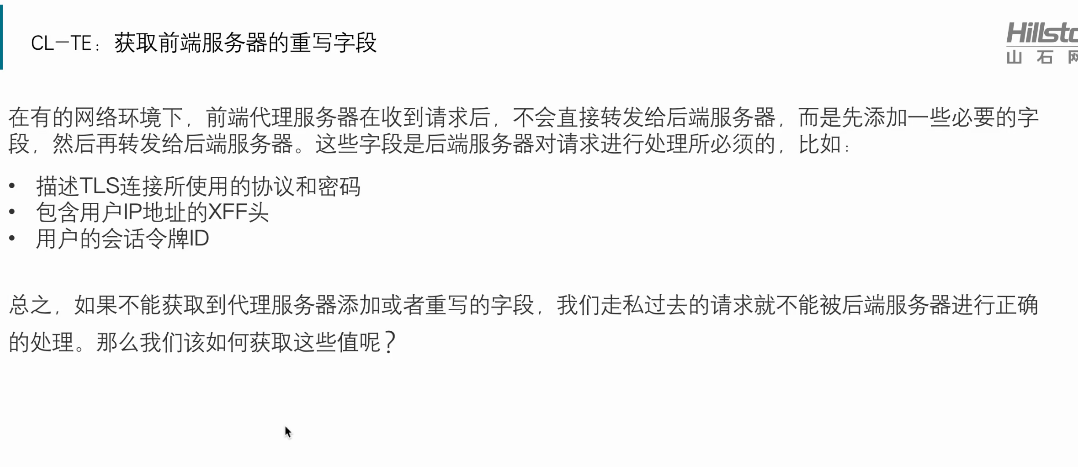 CL-TE：获取前端服务器的重写字段
Hillsto
山石网
在有的网络环境下，前端代理服务器在收到请求后，不会直接转发给后端服务器，而是先添加一些必要的字
段，然后再转发给后端服务器。这些字段是后端服务器对请求进行处理所必须的，比如：
• 描述TLS连接所使用的协议和密码
• 包含用户IP地址的XFF头
• 用户的会话令牌ID
总之，如果不能获取到代理服务器添加或者重写的字段，我们走私过去的请求就不能被后端服务器进行正确
的处理。那么我们该如何获取这些值呢？